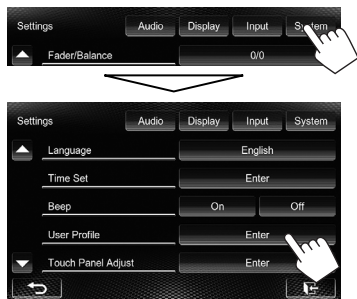 Settings Audio Display Input System
Fader/Balance 0/0
Settings Audio Display Input System
Language English
Time Set Enter
Beep On Off
User Profile Enter
Touch Panel Adjust Enter